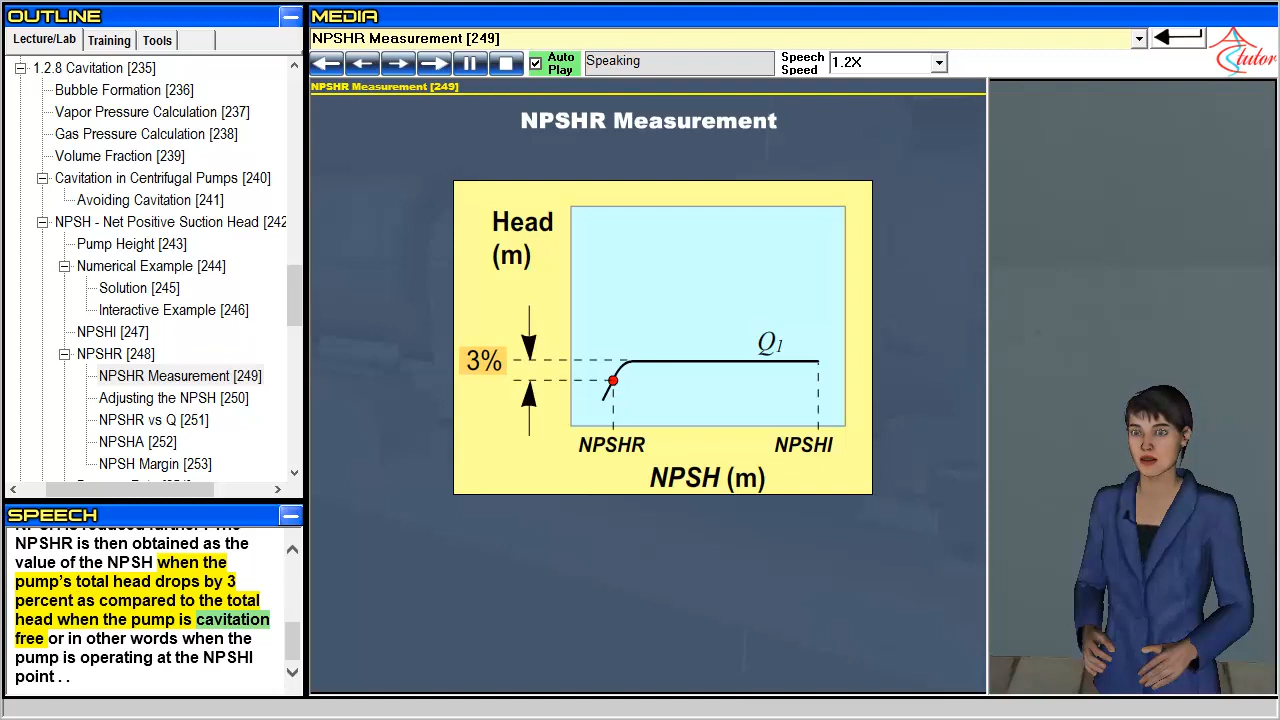 OUTLINE
Lecture/Lab Training Tools
1.2.8 Cavitation [235]
Bubble Formation [236]
Vapor Pressure Calculation [237]
Gas Pressure Calculation [238]
Volume Fraction [239]
Cavitation in Centrifugal Pumps [240]
Avoiding Cavitation [241]
NPSH - Net Positive Suction Head [242
Pump Height [243]
Numerical Example [244]
Solution [245]
Interactive Example [246]
NPSHI [247]
NPSHR [248]
NPSHR Measurement [249]
Adjusting the NPSH [250]
NPSHR vs Q [251]
NPSHA [252]
NPSH Margin [253]
SPEECH
NPSHR is then obtained as the
value of the NPSH when the
pump's total head drops by 3
percent as compared to the total
head when the pump is cavitation
free or in other words when the
pump is operating at the NPSHI
point . .
MEDIA
NPSHR Measurement [249]
Auto
Play
Speaking
Speech
Speed
1.2X
tutor
NPSHR Measurement [249]
NPSHR Measurement
Head
(m)
Q1
3%
NPSHR NPSHI
NPSH (m)